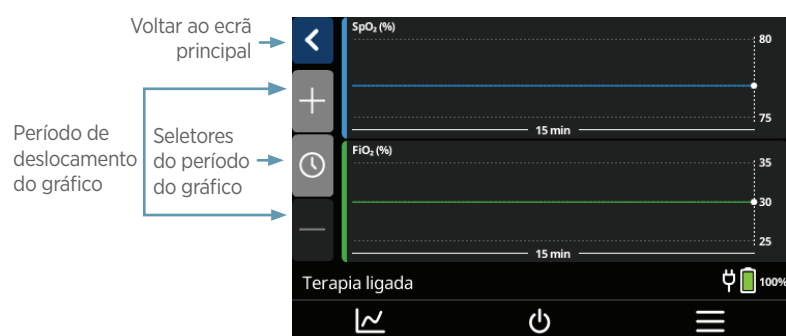 Voltar ao ecrã
principal
Período de
deslocamento
do gráfico
Seletores
do período
do gráfico
SpO₂ (%)
80
75
15 min
FiO₂ (%)
35
30
25
15 min
Terapia ligada
100%